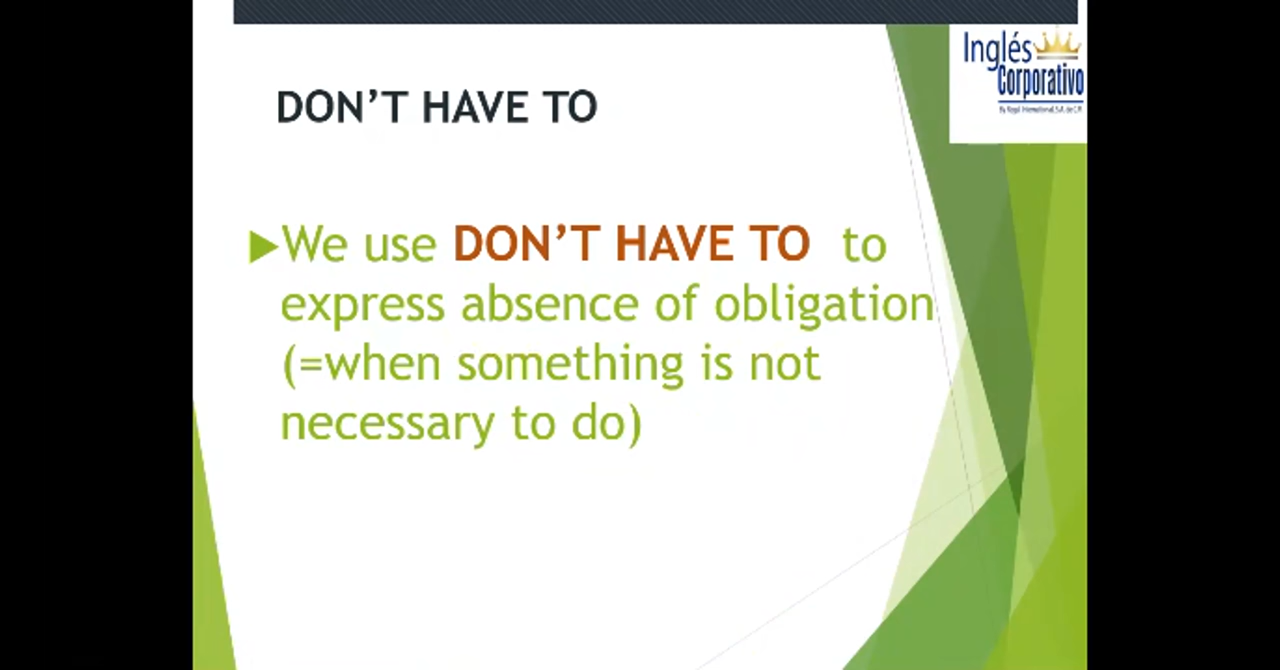 Inglés
Corporativo
DON’T HAVE TO
▶We use DON’T HAVE TO to
express absence of obligation
(=when something is not
necessary to do)